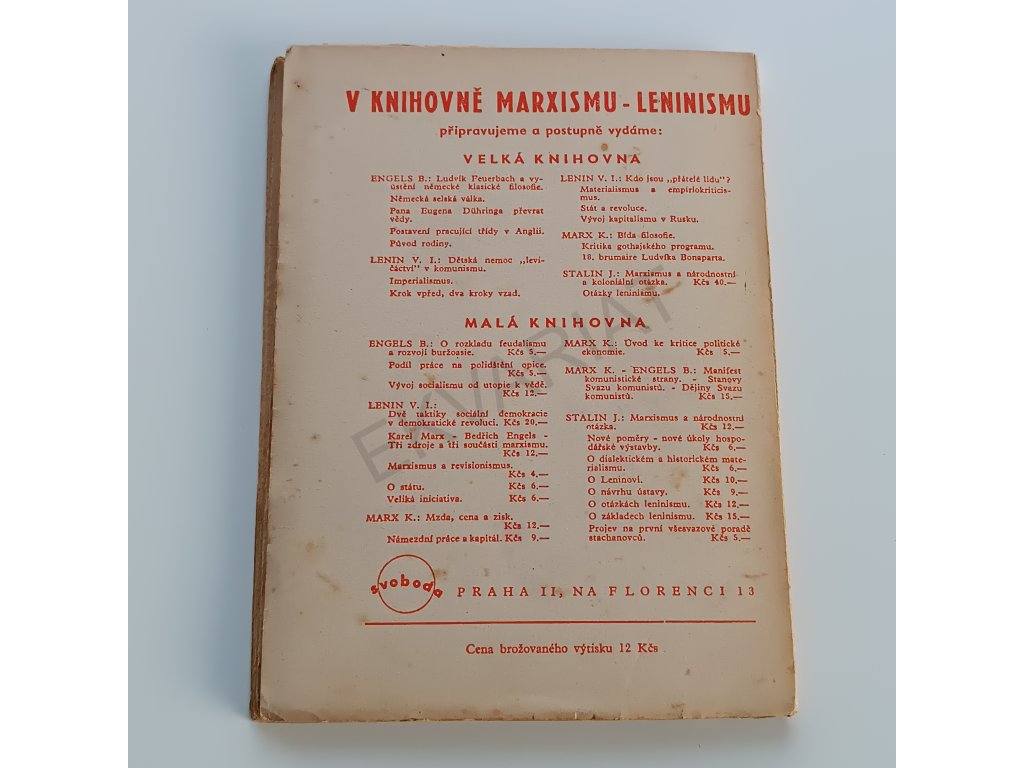 V KNIHOVNĚ MARXISMU - LENINISMU
připravujeme a postupně vydáme:
VELKÁ KNIHOVNA
ENGELS B.: Ludvík Feuerbach a vy-
ústění německé klasické filosofie.
Německá selská válka.
Pana Eugena Dühringa převrat
vědy.
Postavení pracující třídy v Anglii.
Původ rodiny.
LENIN V. I.: Dětská nemoc „levi-
čáctví" v komunismu.
Imperialismus.
Krok vpřed, dva kroky vzad.
LENIN V. I.: Kdo jsou „přátelé lidu"?
Materialismus a empiriokriticis-
mus.
Stát a revoluce.
Vývoj kapitalismu v Rusku.
MARX K.: Bída filosofie.
Kritika gothajského programu.
18. brumaire Ludvíka Bonaparta.
STALIN J.: Marxismus a národnostní
a koloniální otázka. Kčs 40.—
Otázky leninismu.
MALÁ KNIHOVNA
ENGELS B.: O rozkladu feudalismu
a rozvoji buržoasie. Kčs 5.—
Podíl práce na polidštění opice.
Kčs 5.—
Vývoj socialismu od utopie k vědě.
Kčs 12.—
LENIN V. I.:
Dvě taktiky sociální demokracie
v demokratické revoluci. Kčs 20.—
Karel Marx - Bedřich Engels -
Tři zdroje a tři součásti marxismu.
Kčs 12.—
Marxismus a revisionismus.
Kčs 4.—
O státu. Kčs 6.—
Veliká iniciativa. Kčs 6.—
MARX K.: Mzda, cena a zisk.
Kčs 12.—
Námezdní práce a kapitál. Kčs 9.—
MARX K.: Úvod ke kritice politické
ekonomie. Kčs 5.—
MARX K. - ENGELS B.: Manifest
komunistické strany. - Stanovy
Svazu komunistů. - Dějiny Svazu
komunistů. Kčs 15.—
STALIN J.: Marxismus a národnostní
otázka. Kčs 12.—
Nové poměry - nové úkoly hospo-
dářské výstavby. Kčs 6.—
O dialektickém a historickém mate-
rialismu. Kčs 6.—
O Leninovi. Kčs 10.—
O návrhu ústavy. Kčs 9.—
O otázkách leninismu. Kčs 12.—
O základech leninismu. Kčs 15.—
Projev na první všesvazové poradě
stachanovců. Kčs 5.—
EKVARIAT
svoboda PRAHA II, NA FLORENCI 13
Cena brožovaného výtisku 12 Kčs